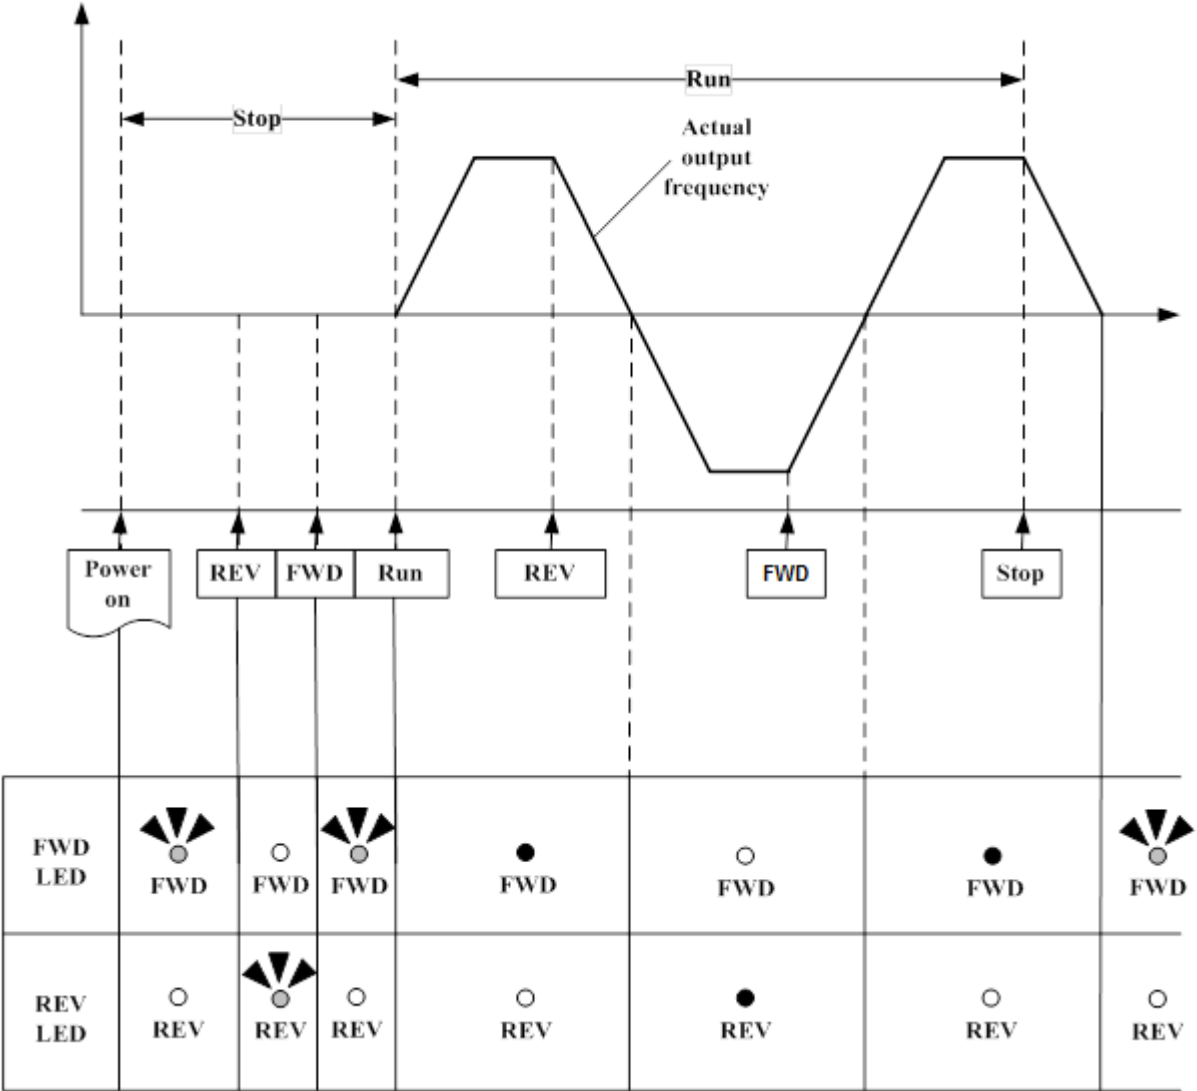 Run
Stop
Actual
output
frequency
Power
on
REV
FWD
Run
REV
FWD
Stop
FWD
LED
FWD
FWD
FWD
FWD
FWD
FWD
FWD
REV
LED
REV
REV
REV
REV
REV
REV
REV